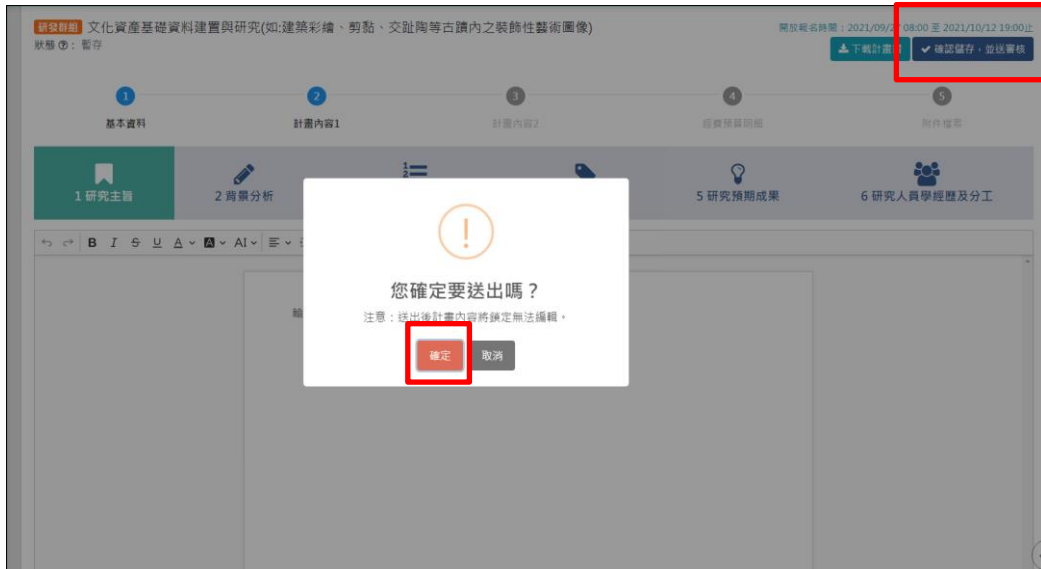 研發群組 文化資產基礎資料建置與研究(如:建築彩繪、剪黏、交趾陶等古蹟內之裝飾性藝術圖像)
開放報名時間：2021/09/27 08:00 至 2021/10/12 19:00止
狀態 ： 暫存
下載計畫書 確認儲存，並送審核
1 2 3 4 5
基本資料 計畫內容1 計畫內容2 經費預算明細 附件檔案
1 研究主旨 2 背景分析 5 研究預期成果 6 研究人員學經歷及分工
B I S U A A AI
您確定要送出嗎？
注意：送出後計畫內容將鎖定無法編輯。
確定 取消